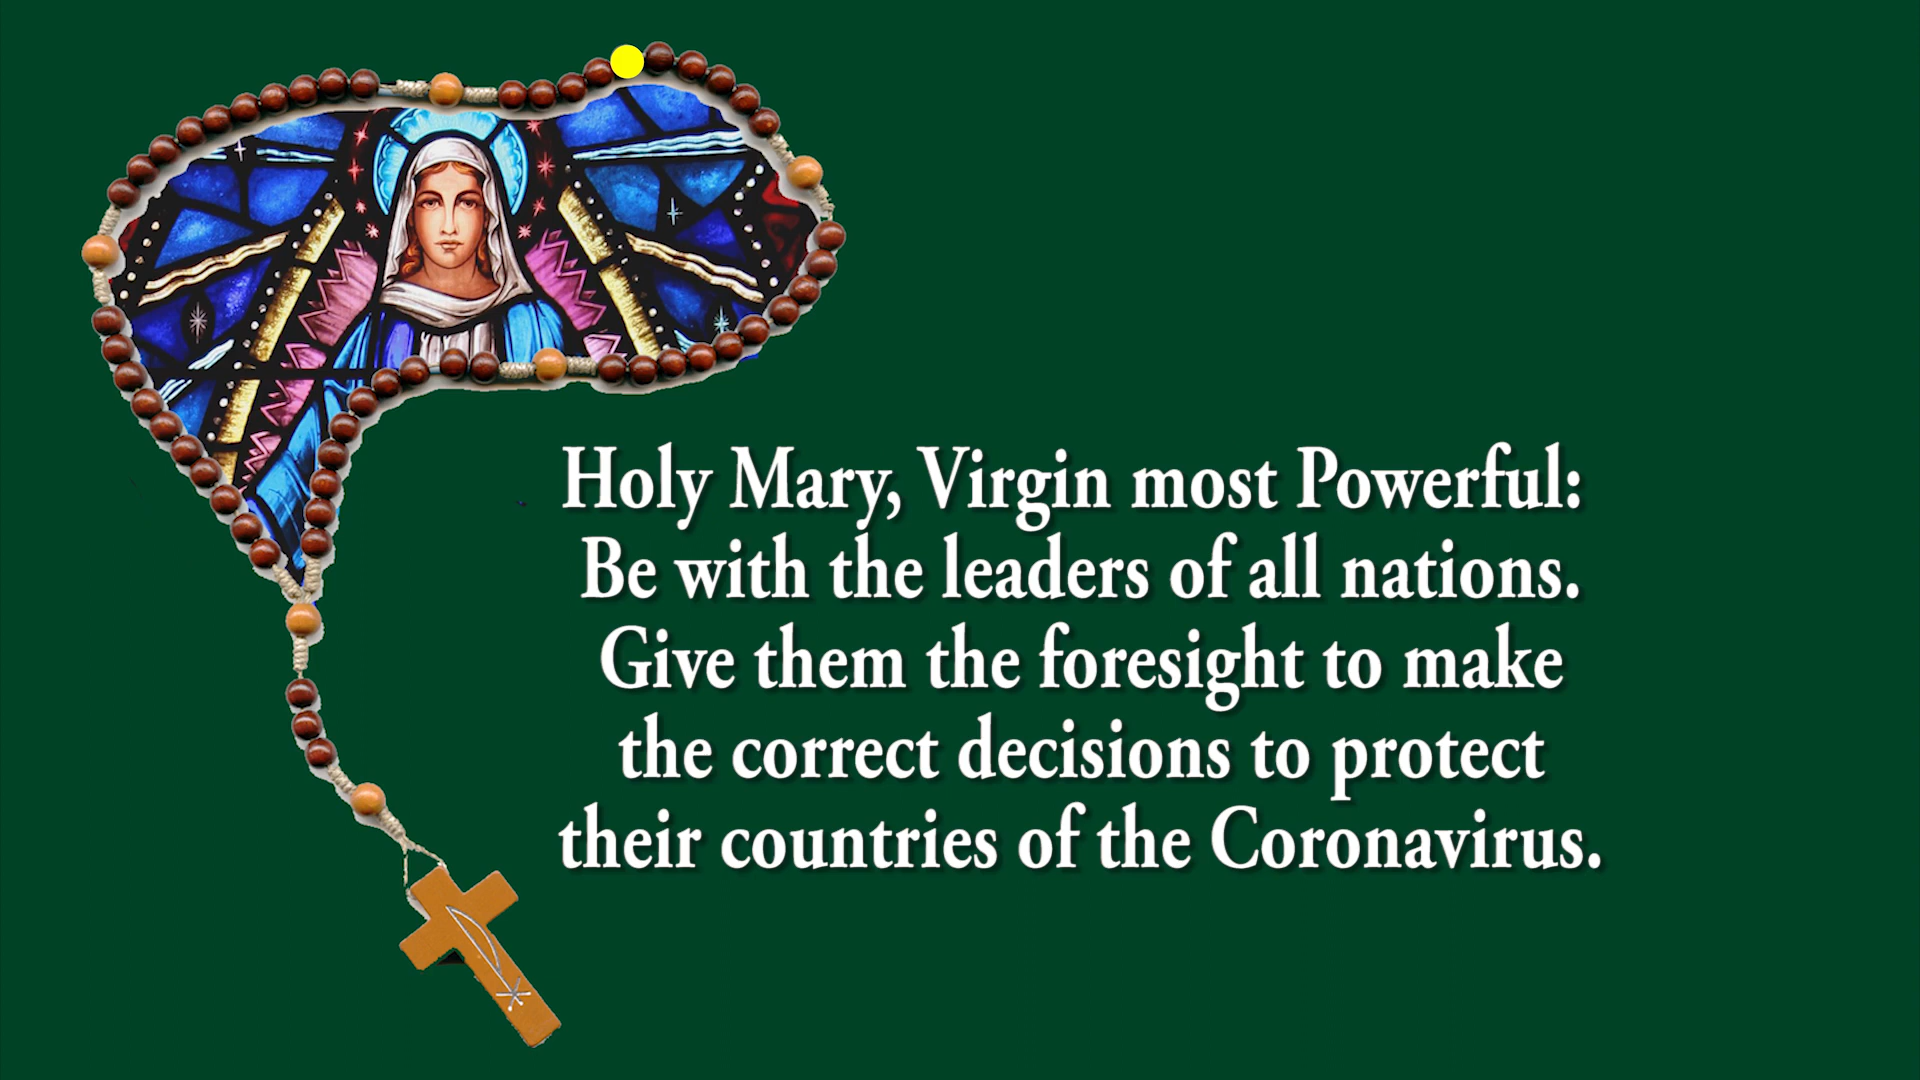 Holy Mary, Virgin most Powerful:
Be with the leaders of all nations.
Give them the foresight to make
the correct decisions to protect
their countries of the Coronavirus.